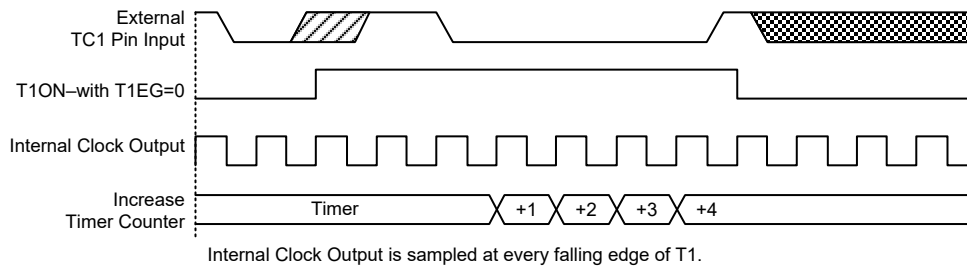 External
TC1 Pin Input
T1ON–with T1EG=0
Internal Clock Output
Increase
Timer Counter
Timer +1 +2 +3 +4
Internal Clock Output is sampled at every falling edge of T1.